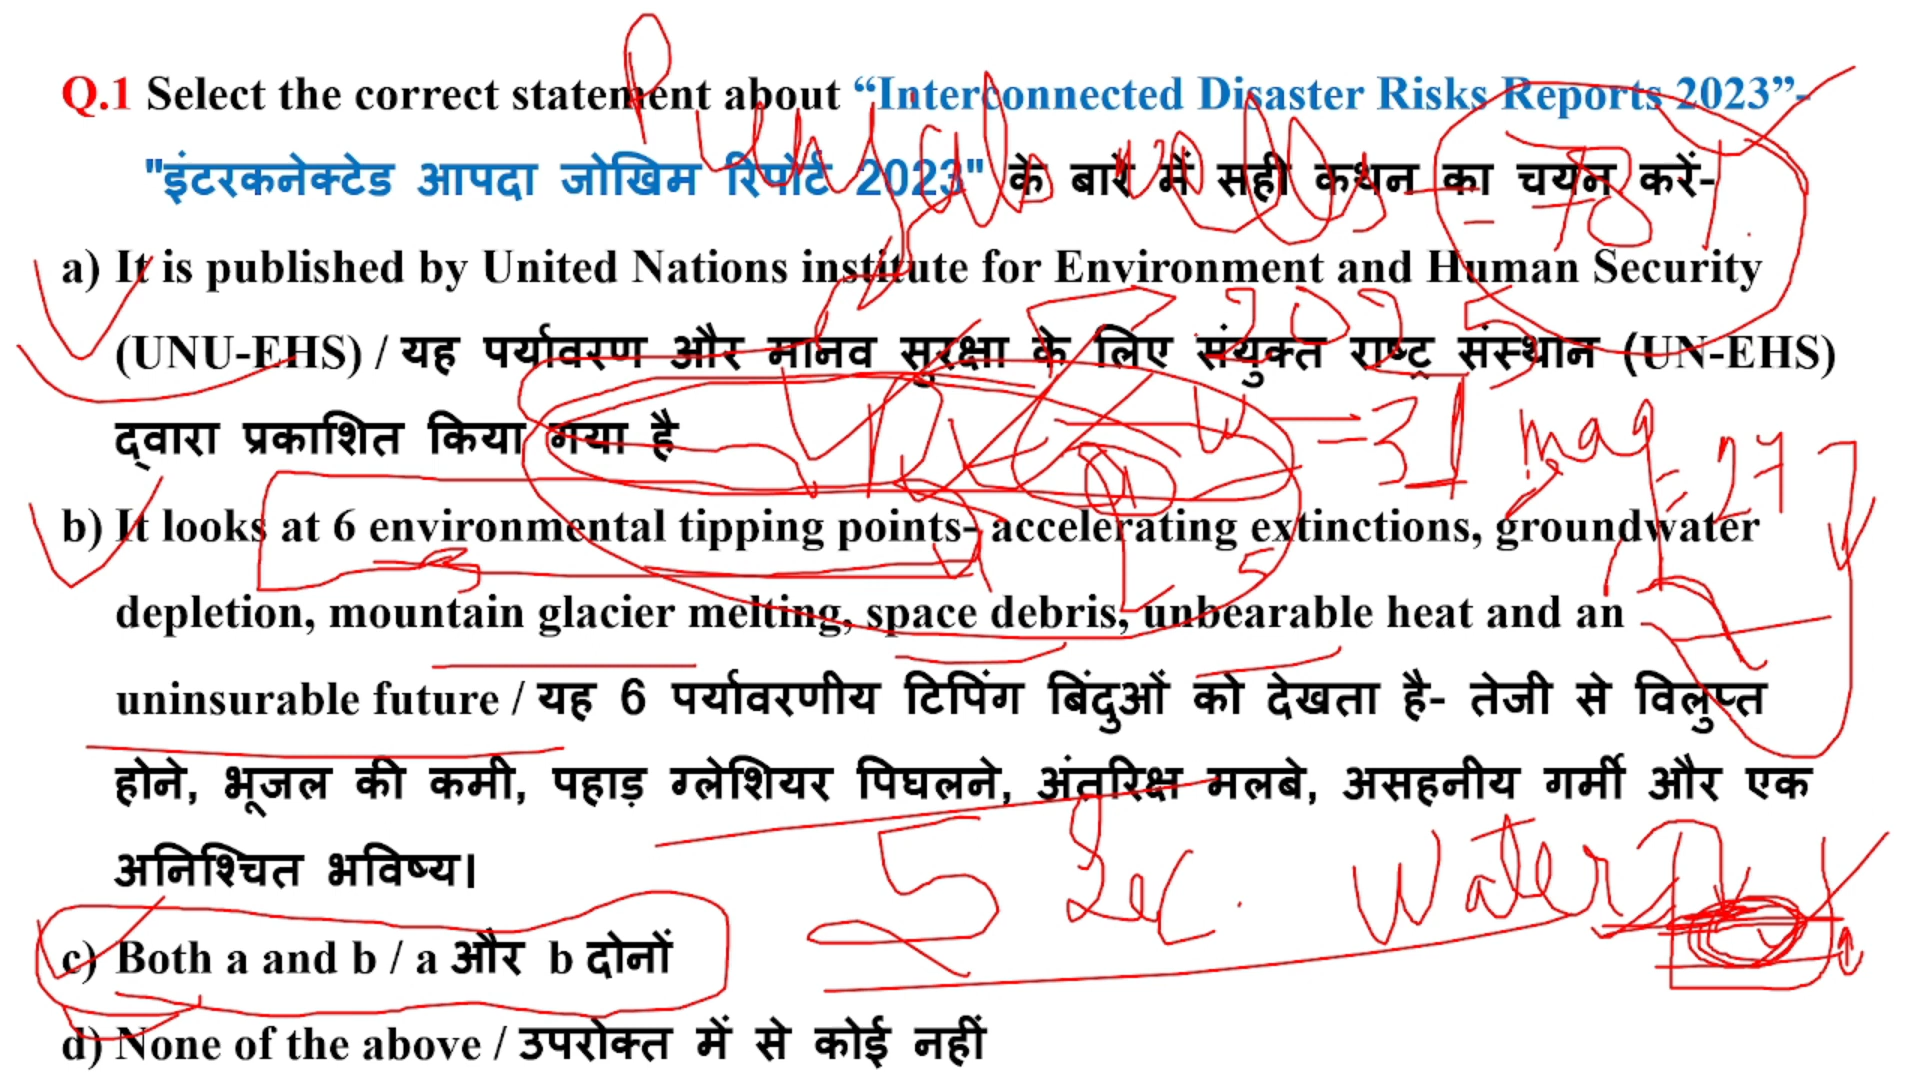 Q.1 Select the correct statement about “Interconnected Disaster Risks Reports 2023”-
"इंटरकनेक्टेड आपदा जोखिम रिपोर्ट 2023" के बारे में सही कथन का चयन करें-
a) It is published by United Nations institute for Environment and Human Security
(UNU-EHS) / यह पर्यावरण और मानव सुरक्षा के लिए संयुक्त राष्ट्र संस्थान (UN-EHS)
द्वारा प्रकाशित किया गया है
b) It looks at 6 environmental tipping points- accelerating extinctions, groundwater
depletion, mountain glacier melting, space debris, unbearable heat and an
uninsurable future / यह 6 पर्यावरणीय टिपिंग बिंदुओं को देखता है- तेजी से विलुप्त
होने, भूजल की कमी, पहाड़ ग्लेशियर पिघलने, अंतरिक्ष मलबे, असहनीय गर्मी और एक
अनिश्चित भविष्य।
5 Sec. Water
c) Both a and b / a और b दोनों
d) None of the above / उपरोक्त में से कोई नहीं